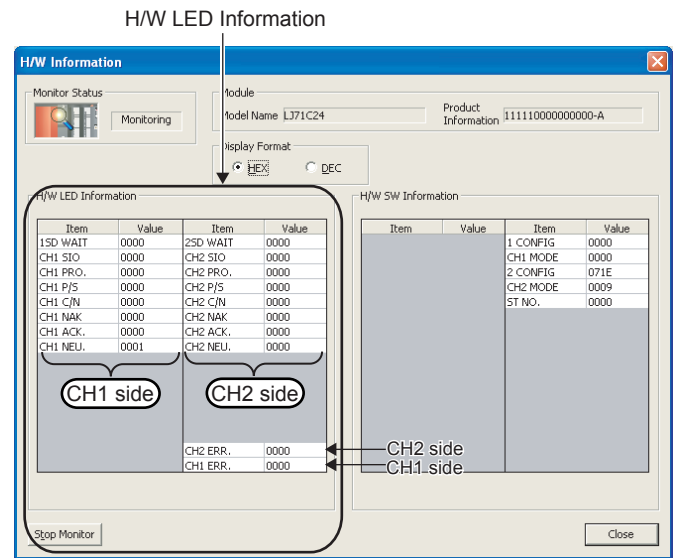 H/W LED Information
H/W Information
Monitor Status
Monitoring
Module
Model Name LJ71C24
Product Information 111110000000000-A
Display Format
HEX DEC
H/W LED Information
Item Value Item Value
1SD WAIT 0000 2SD WAIT 0000
CH1 SIO 0000 CH2 SIO 0000
CH1 PRO. 0000 CH2 PRO. 0000
CH1 P/S 0000 CH2 P/S 0000
CH1 C/N 0000 CH2 C/N 0000
CH1 NAK 0000 CH2 NAK 0000
CH1 ACK. 0000 CH2 ACK. 0000
CH1 NEU. 0001 CH2 NEU. 0000
CH1 side CH2 side
CH2 ERR. 0000
CH1 ERR. 0000
CH2 side
CH1 side
H/W SW Information
Item Value Item Value
1 CONFIG 0000
CH1 MODE 0000
2 CONFIG 071E
CH2 MODE 0009
ST NO. 0000
Stop Monitor
Close